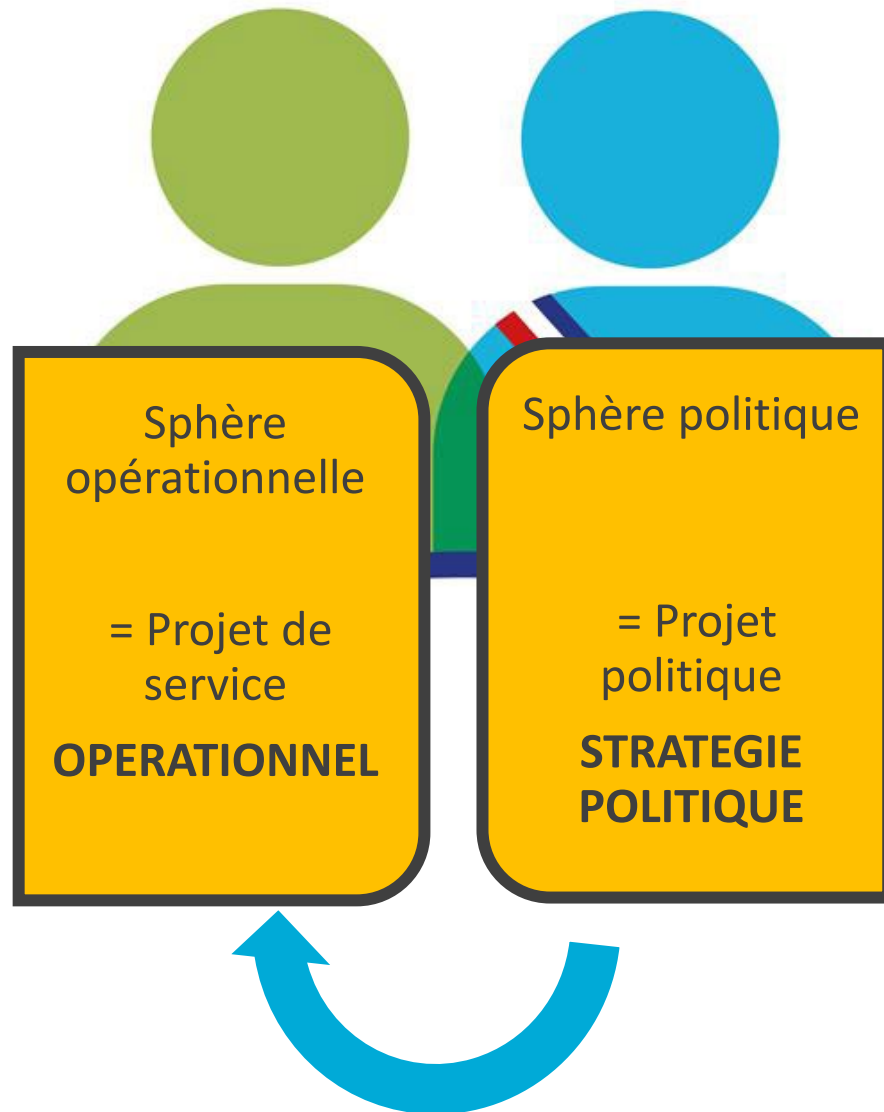 Sphère
opérationnelle
= Projet de
service
OPERATIONNEL
Sphère politique
= Projet
politique
STRATEGIE
POLITIQUE